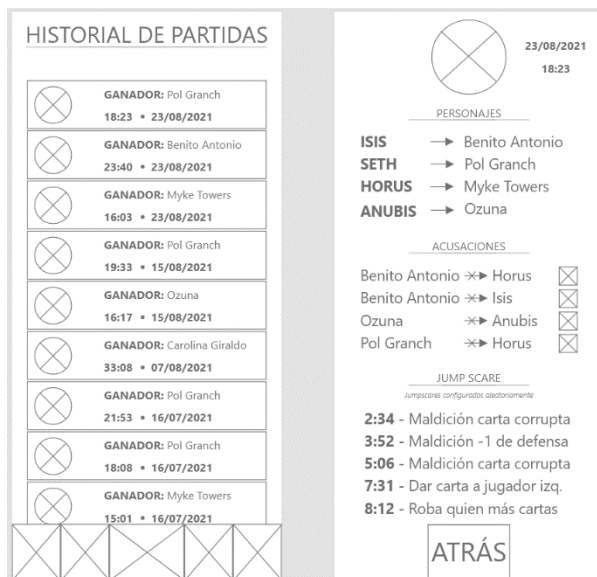 HISTORIAL DE PARTIDAS
GANADOR: Pol Granch
18:23 • 23/08/2021
GANADOR: Benito Antonio
23:40 • 23/08/2021
GANADOR: Myke Towers
16:03 • 23/08/2021
GANADOR: Pol Granch
19:33 • 15/08/2021
GANADOR: Ozuna
16:17 • 15/08/2021
GANADOR: Carolina Giraldo
33:08 • 07/08/2021
GANADOR: Pol Granch
21:53 • 16/07/2021
GANADOR: Pol Granch
18:08 • 16/07/2021
GANADOR: Myke Towers
15:01 • 16/07/2021
23/08/2021
18:23
PERSONAJES
ISIS Benito Antonio
SETH Pol Granch
HORUS Myke Towers
ANUBIS Ozuna
ACUSACIONES
Benito Antonio Horus
Benito Antonio Isis
Ozuna Anubis
Pol Granch Horus
JUMP SCARE
Jumpscares configurados aleatoriamente
2:34 - Maldición carta corrupta
3:52 - Maldición -1 de defensa
5:06 - Maldición carta corrupta
7:31 - Dar carta a jugador izq.
8:12 - Roba quien más cartas
ATRÁS